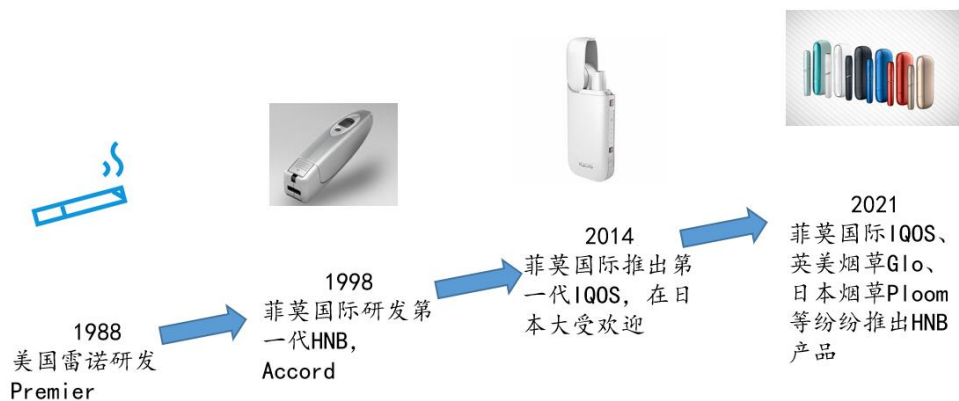 1988
美国雷诺研发
Premier
1998
菲莫国际研发第
一代HNB,
Accord
2014
菲莫国际推出第
一代IQOS, 在日
本大受欢迎
2021
菲莫国际IQOS、
英美烟草Glo、
日本烟草Ploom
等纷纷推出HNB
产品